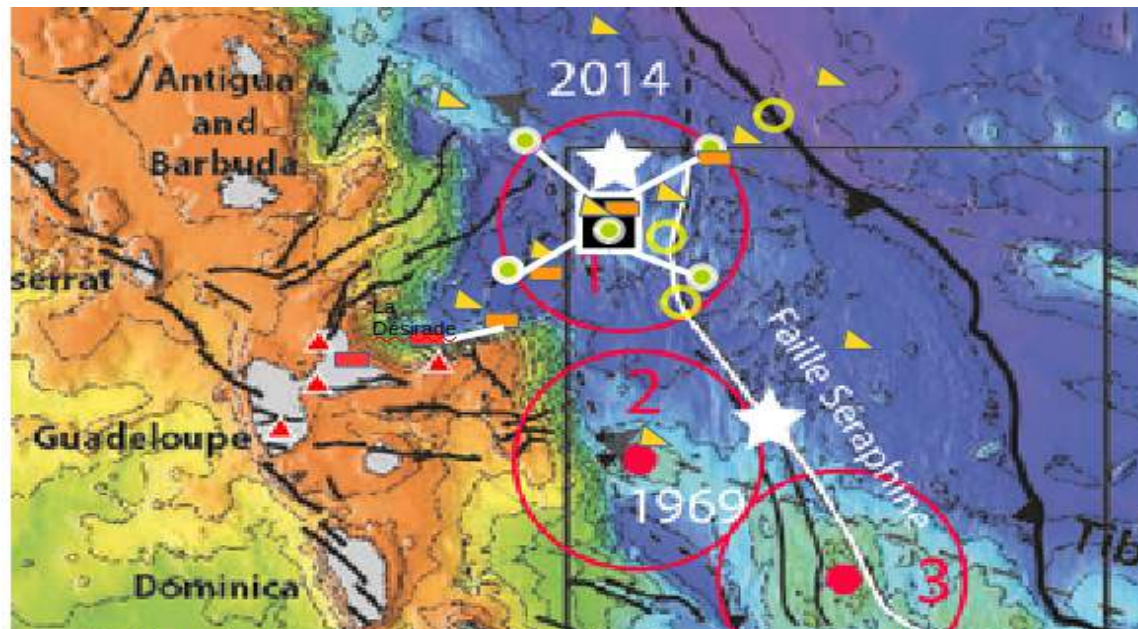 Antigua
and
Barbuda
2014
serrat
1
La
Désirade
Faille Séraphine
2
Guadeloupe
1969
3
Tib
Dominica